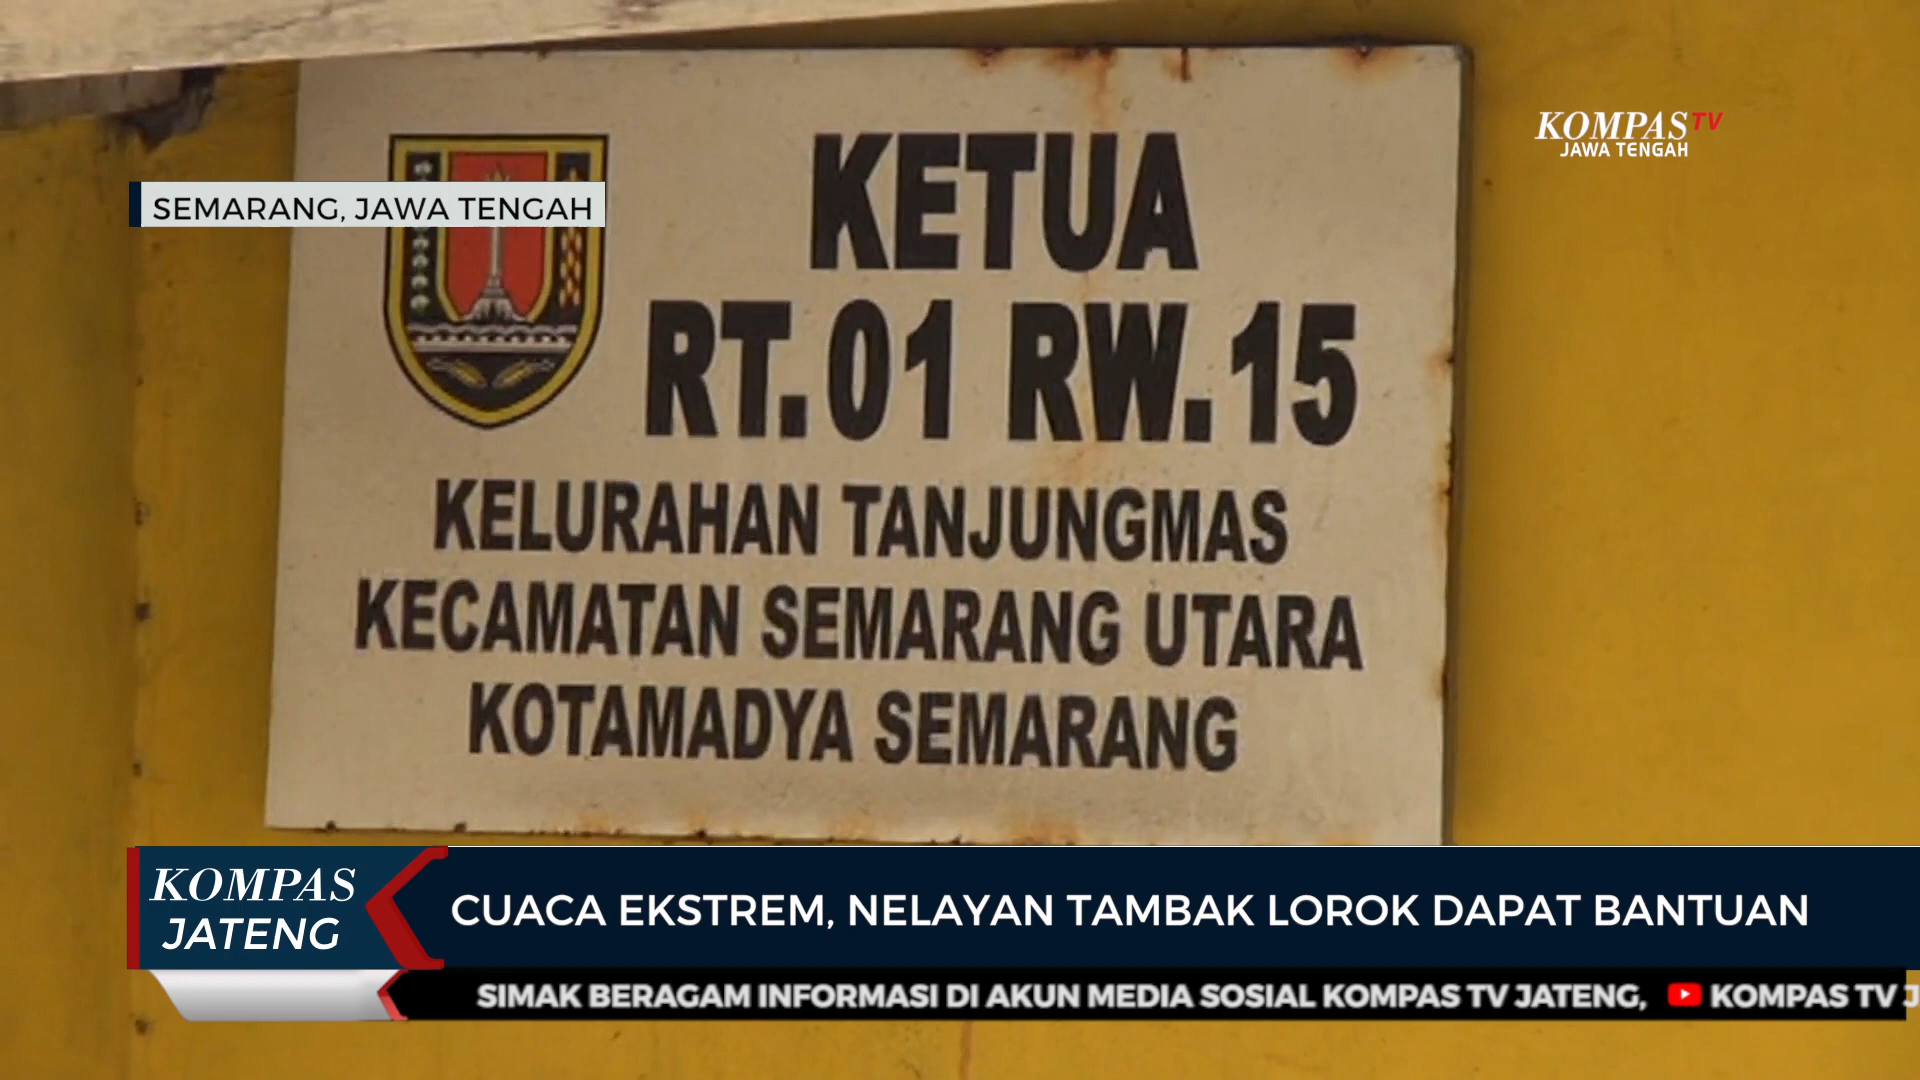 KOMPAS TV
JAWA TENGAH
SEMARANG, JAWA TENGAH
KETUA
RT.01 RW.15
KELURAHAN TANJUNGMAS
KECAMATAN SEMARANG UTARA
KOTAMADYA SEMARANG
KOMPAS
JATENG
CUACA EKSTREM, NELAYAN TAMBAK LOROK DAPAT BANTUAN
SIMAK BERAGAM INFORMASI DI AKUN MEDIA SOSIAL KOMPAS TV JATENG, KOMPAS TV J